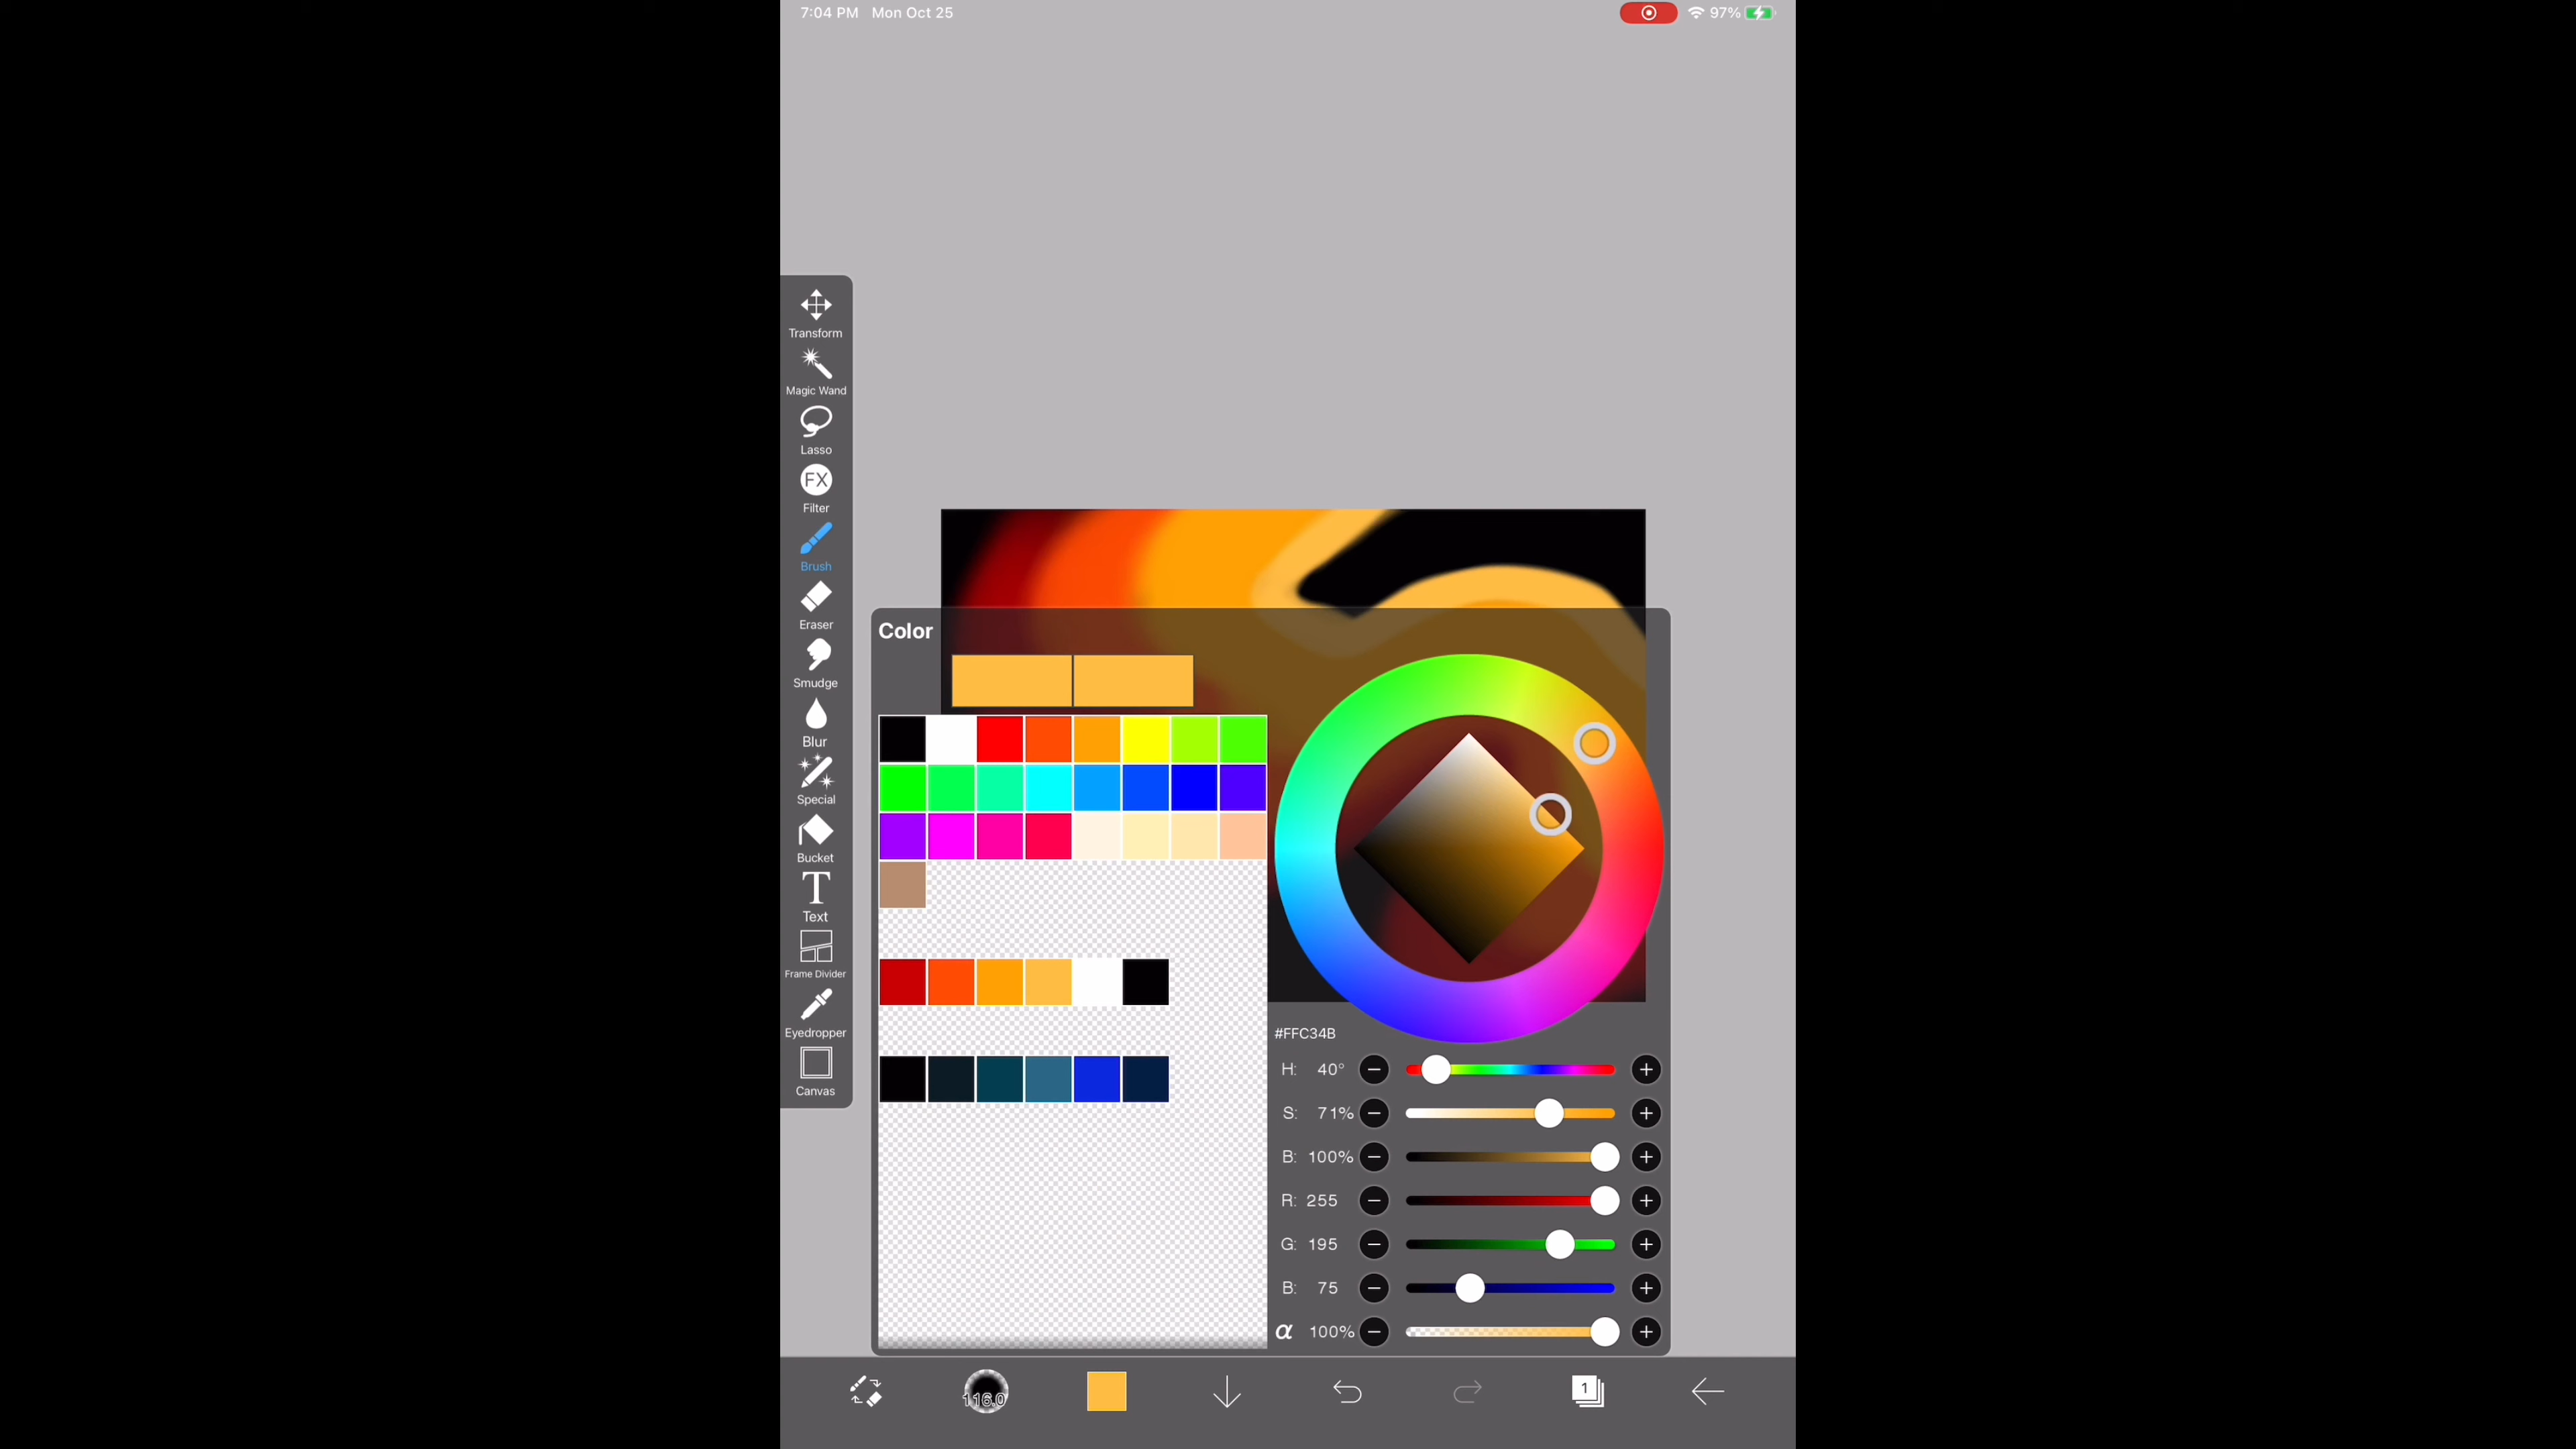 7:04 PM Mon Oct 25
97%
Transform
Magic Wand
Lasso
FX
Filter
Brush
Eraser
Smudge
Blur
Special
Bucket
T
Text
Frame Divider
Eyedropper
Canvas
Color
#FFC34B
H: 40°
S: 71%
B: 100%
R: 255
G: 195
B: 75
α 100%
116.0
1